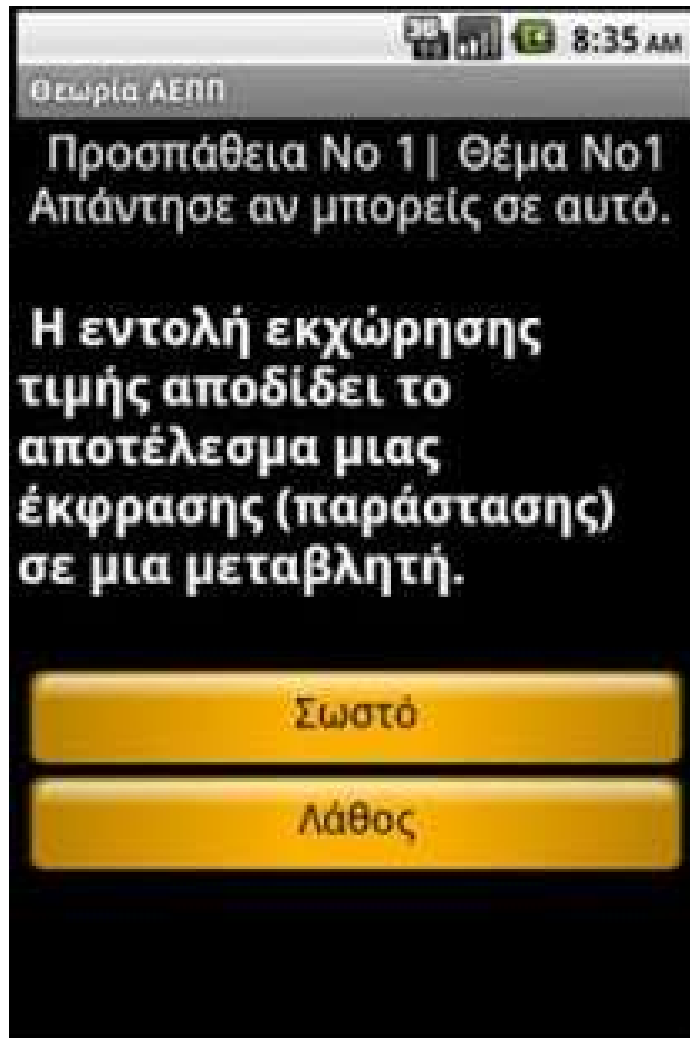 8:35 AM
Θεωρία ΑΕΠΠ
Προσπάθεια Νο 1| Θέμα Νο1
Απάντησε αν μπορείς σε αυτό.
Η εντολή εκχώρησης
τιμής αποδίδει το
αποτέλεσμα μιας
έκφρασης (παράστασης)
σε μια μεταβλητή.
Σωστό
Λάθος